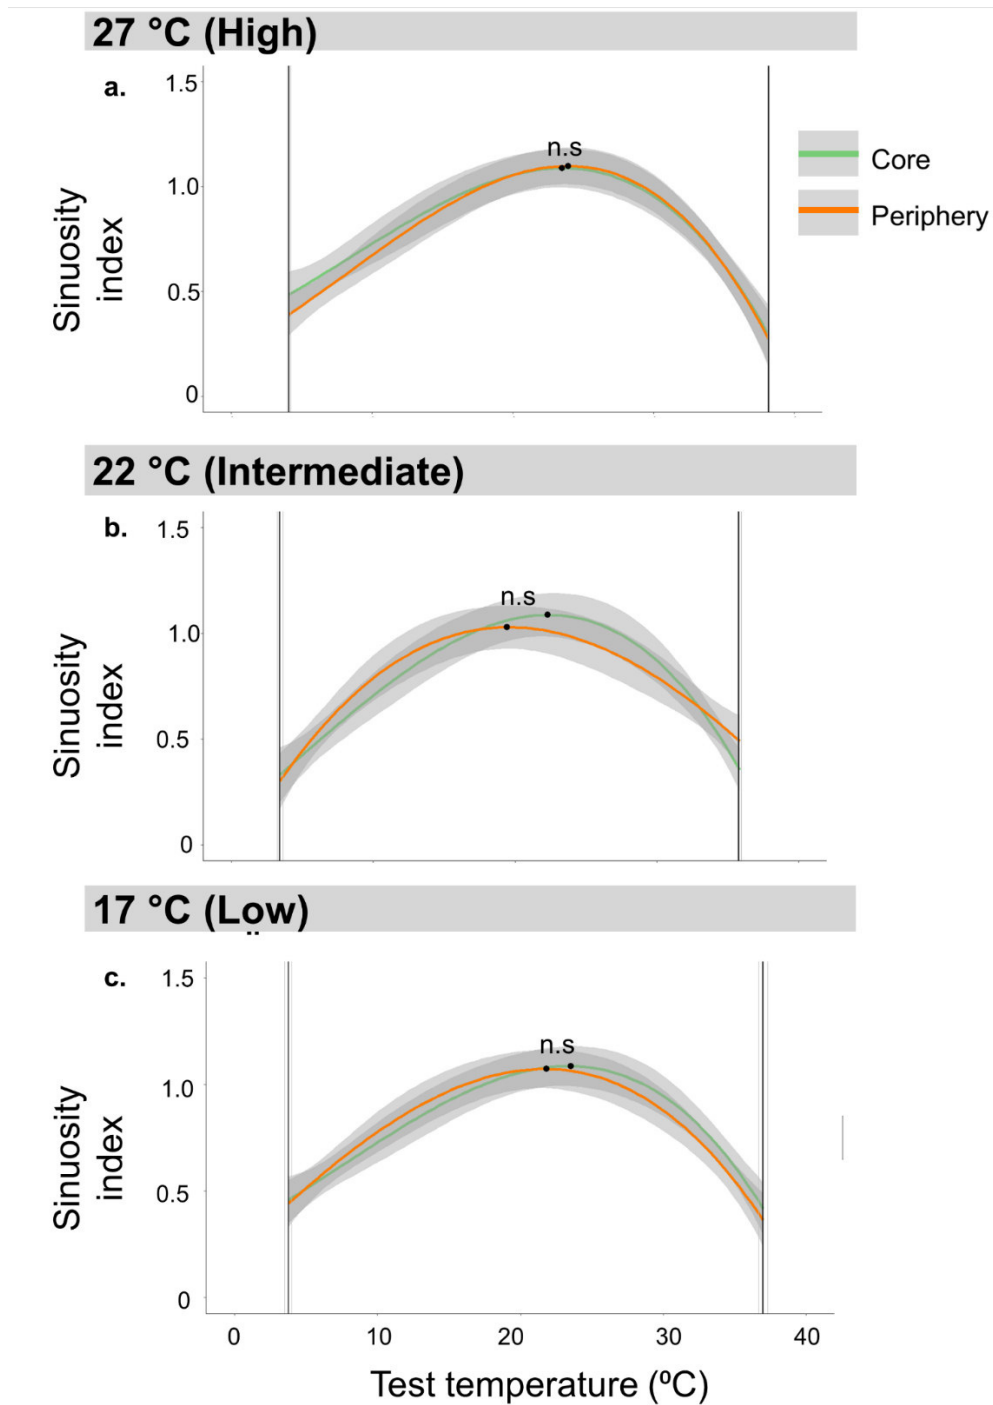 27 °C (High)
a.
1.5
1.0
0.5
0
Sinuosity
index
n.s
Core
Periphery
22 °C (Intermediate)
b.
1.5
1.0
0.5
0
Sinuosity
index
n.s
17 °C (Low)
c.
1.5
1.0
0.5
0
Sinuosity
index
n.s
0 10 20 30 40
Test temperature (ºC)